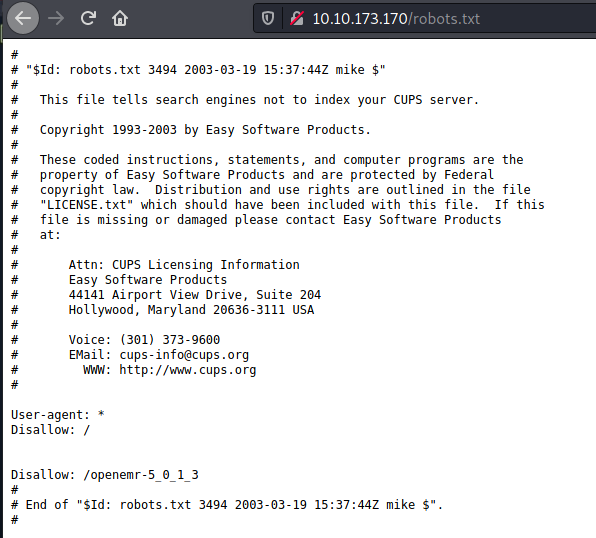 10.10.173.170/robots.txt
#
# "$Id: robots.txt 3494 2003-03-19 15:37:44Z mike $"
#
#   This file tells search engines not to index your CUPS server.
#
#   Copyright 1993-2003 by Easy Software Products.
#
#   These coded instructions, statements, and computer programs are the
#   property of Easy Software Products and are protected by Federal
#   copyright law.  Distribution and use rights are outlined in the file
#   "LICENSE.txt" which should have been included with this file.  If this
#   file is missing or damaged please contact Easy Software Products
#   at:
#
#       Attn: CUPS Licensing Information
#       Easy Software Products
#       44141 Airport View Drive, Suite 204
#       Hollywood, Maryland 20636-3111 USA
#
#       Voice: (301) 373-9600
#       EMail: cups-info@cups.org
#         WWW: http://www.cups.org
#
User-agent: *
Disallow: /
Disallow: /openemr-5_0_1_3
#
# End of "$Id: robots.txt 3494 2003-03-19 15:37:44Z mike $".
#